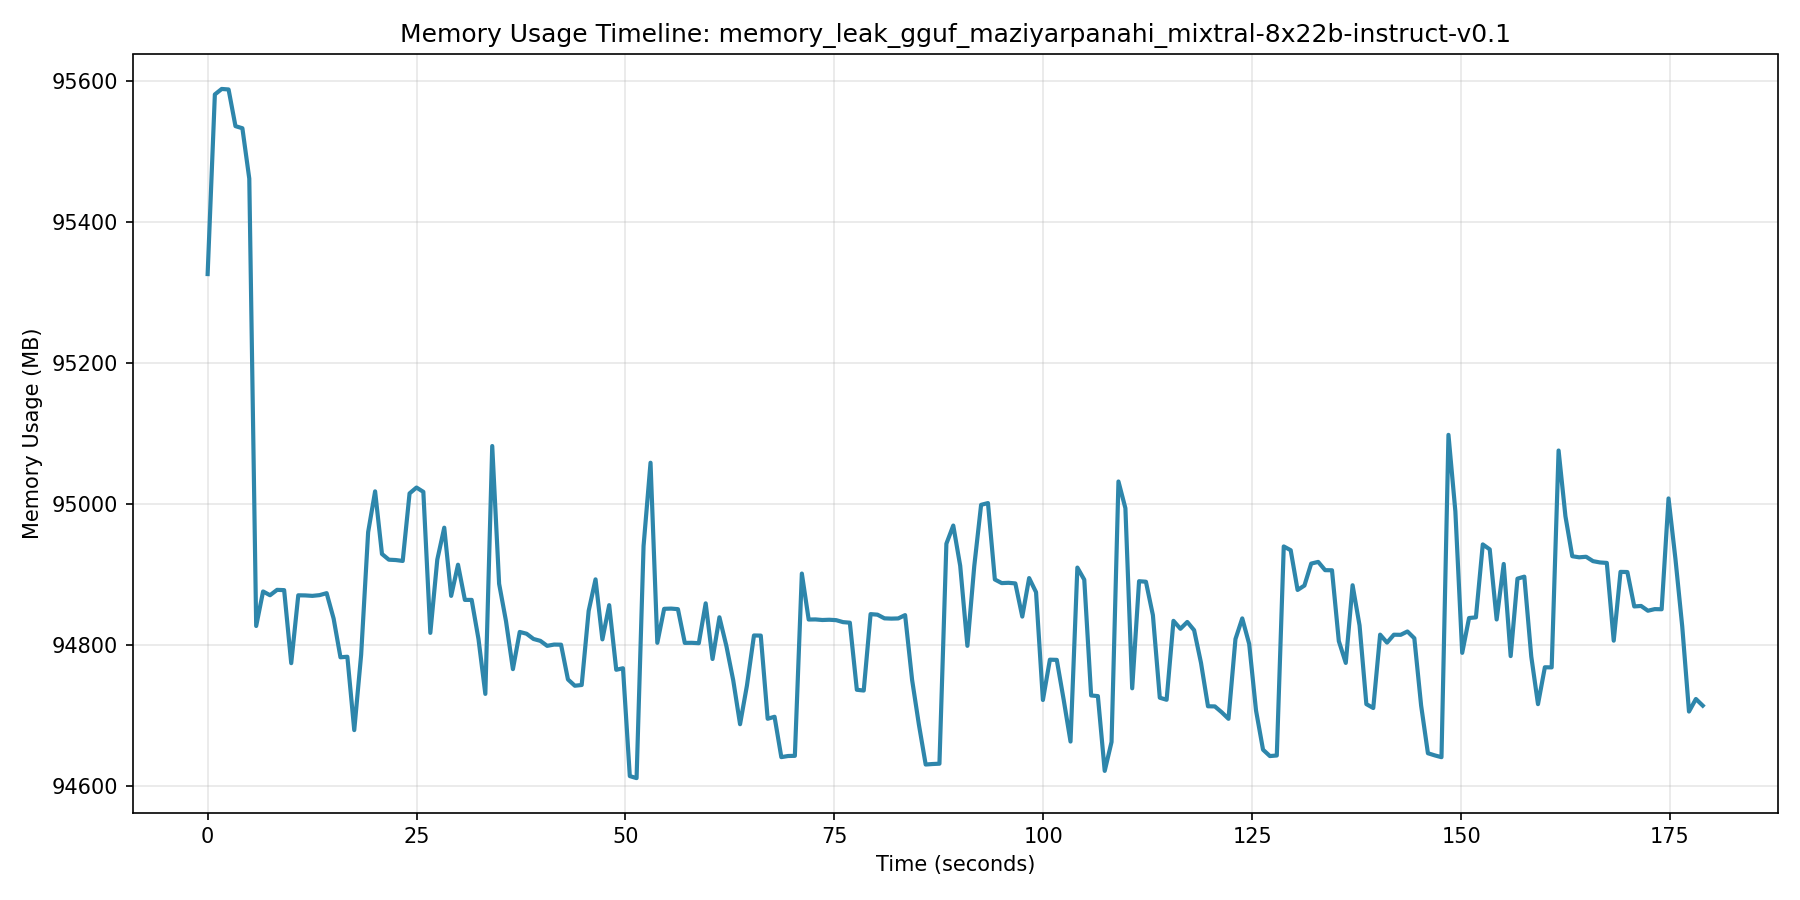 Memory Usage Timeline: memory_leak_gguf_maziyarpanahi_mixtral-8x22b-instruct-v0.1
Memory Usage (MB)
95600
95400
95200
95000
94800
94600
0 25 50 75 100 125 150 175
Time (seconds)